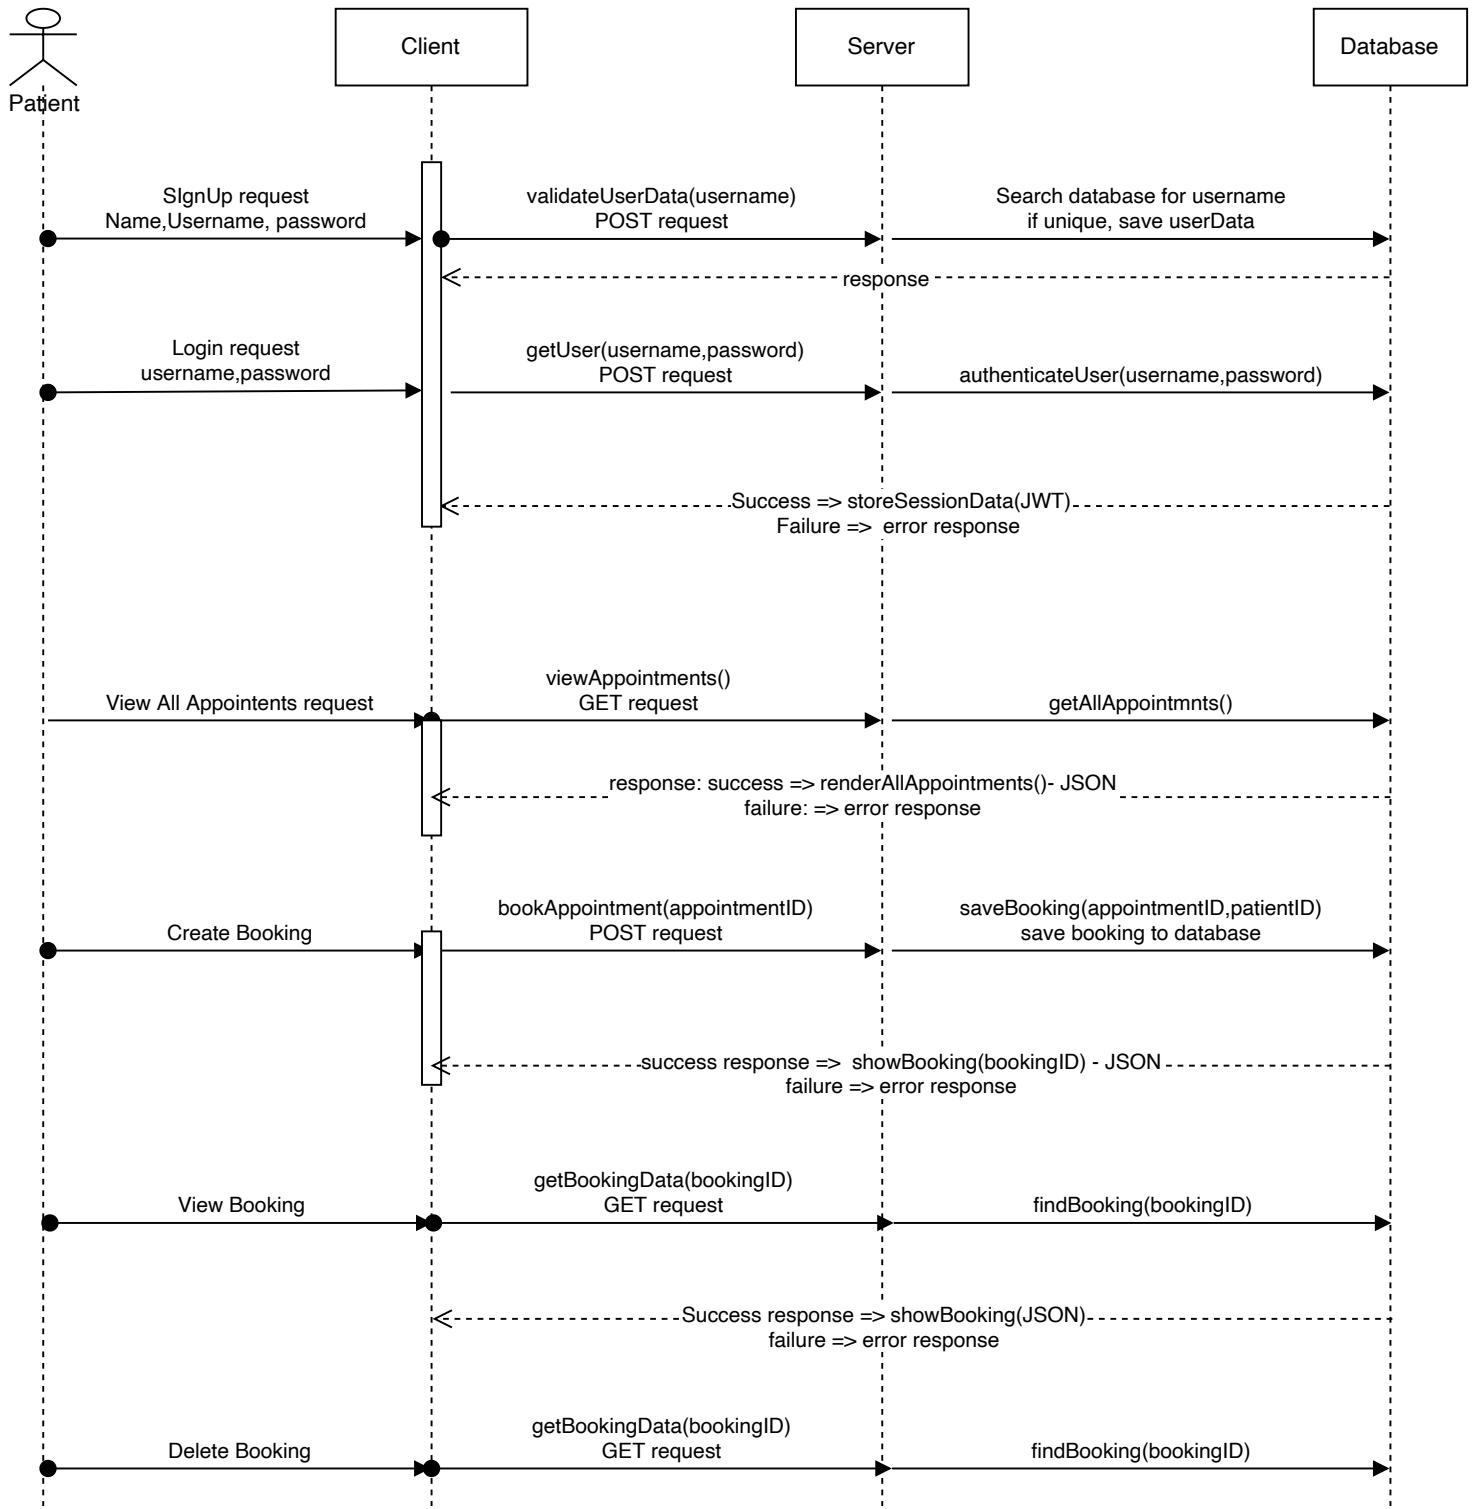 Client
Server
Database
Patient
SIgnUp request
Name,Username, password
validateUserData(username)
POST request
Search database for username
if unique, save userData
response
Login request
username,password
getUser(username,password)
POST request
authenticateUser(username,password)
Success => storeSessionData(JWT)
Failure => error response
View All Appointents request
viewAppointments()
GET request
getAllAppointmnts()
response: success => renderAllAppointments()- JSON
failure: => error response
Create Booking
bookAppointment(appointmentID)
POST request
saveBooking(appointmentID,patientID)
save booking to database
success response => showBooking(bookingID) - JSON
failure => error response
View Booking
getBookingData(bookingID)
GET request
findBooking(bookingID)
Success response => showBooking(JSON)
failure => error response
Delete Booking
getBookingData(bookingID)
GET request
findBooking(bookingID)